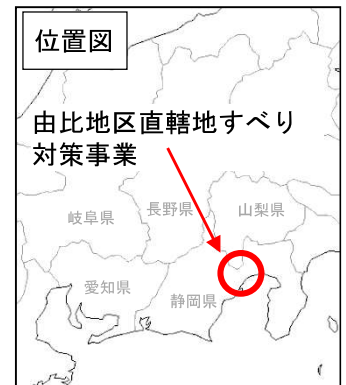 位置図
由比地区直轄地すべり
対策事業
岐阜県
長野県
山梨県
愛知県
静岡県